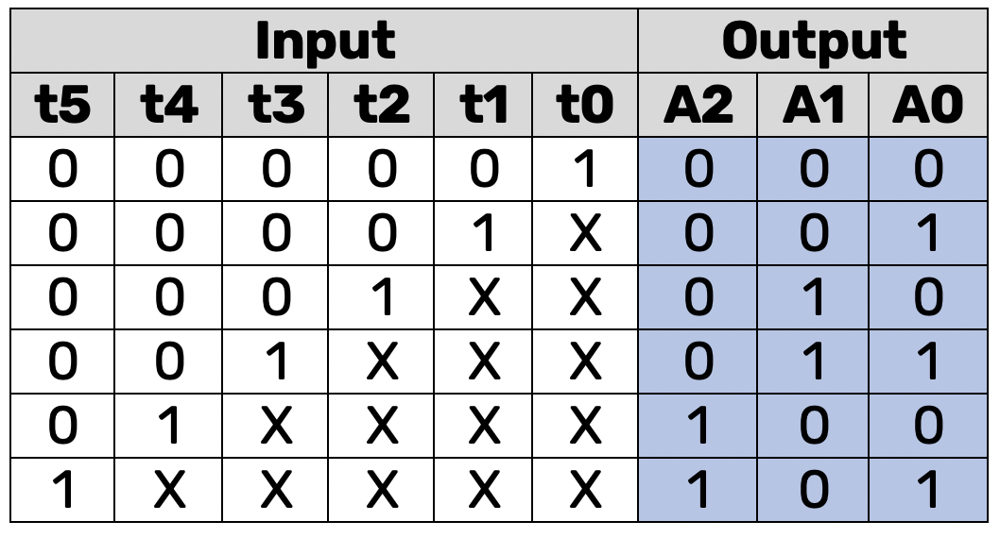 Input Output
t5 t4 t3 t2 t1 t0 A2 A1 A0
0 0 0 0 0 1 0 0 0
0 0 0 0 1 X 0 0 1
0 0 0 1 X X 0 1 0
0 0 1 X X X 0 1 1
0 1 X X X X 1 0 0
1 X X X X X 1 0 1